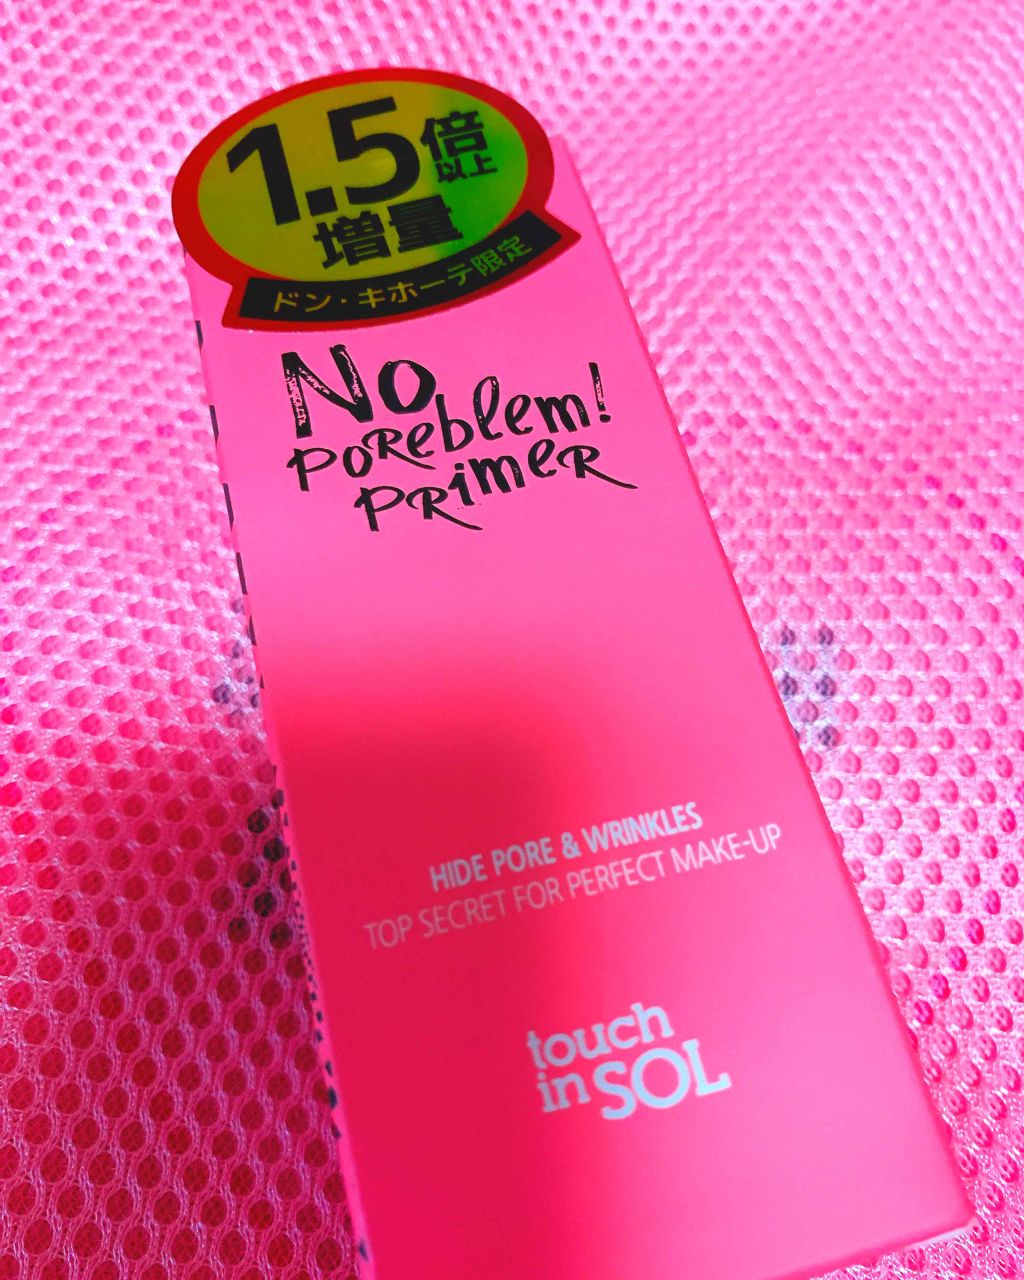 1.5倍以上
増量
ドン・キホーテ限定
No
POREblem!
PRimeR
HIDE PORE & WRINKLES
TOP SECRET FOR PERFECT MAKE-UP
touch
in SOL